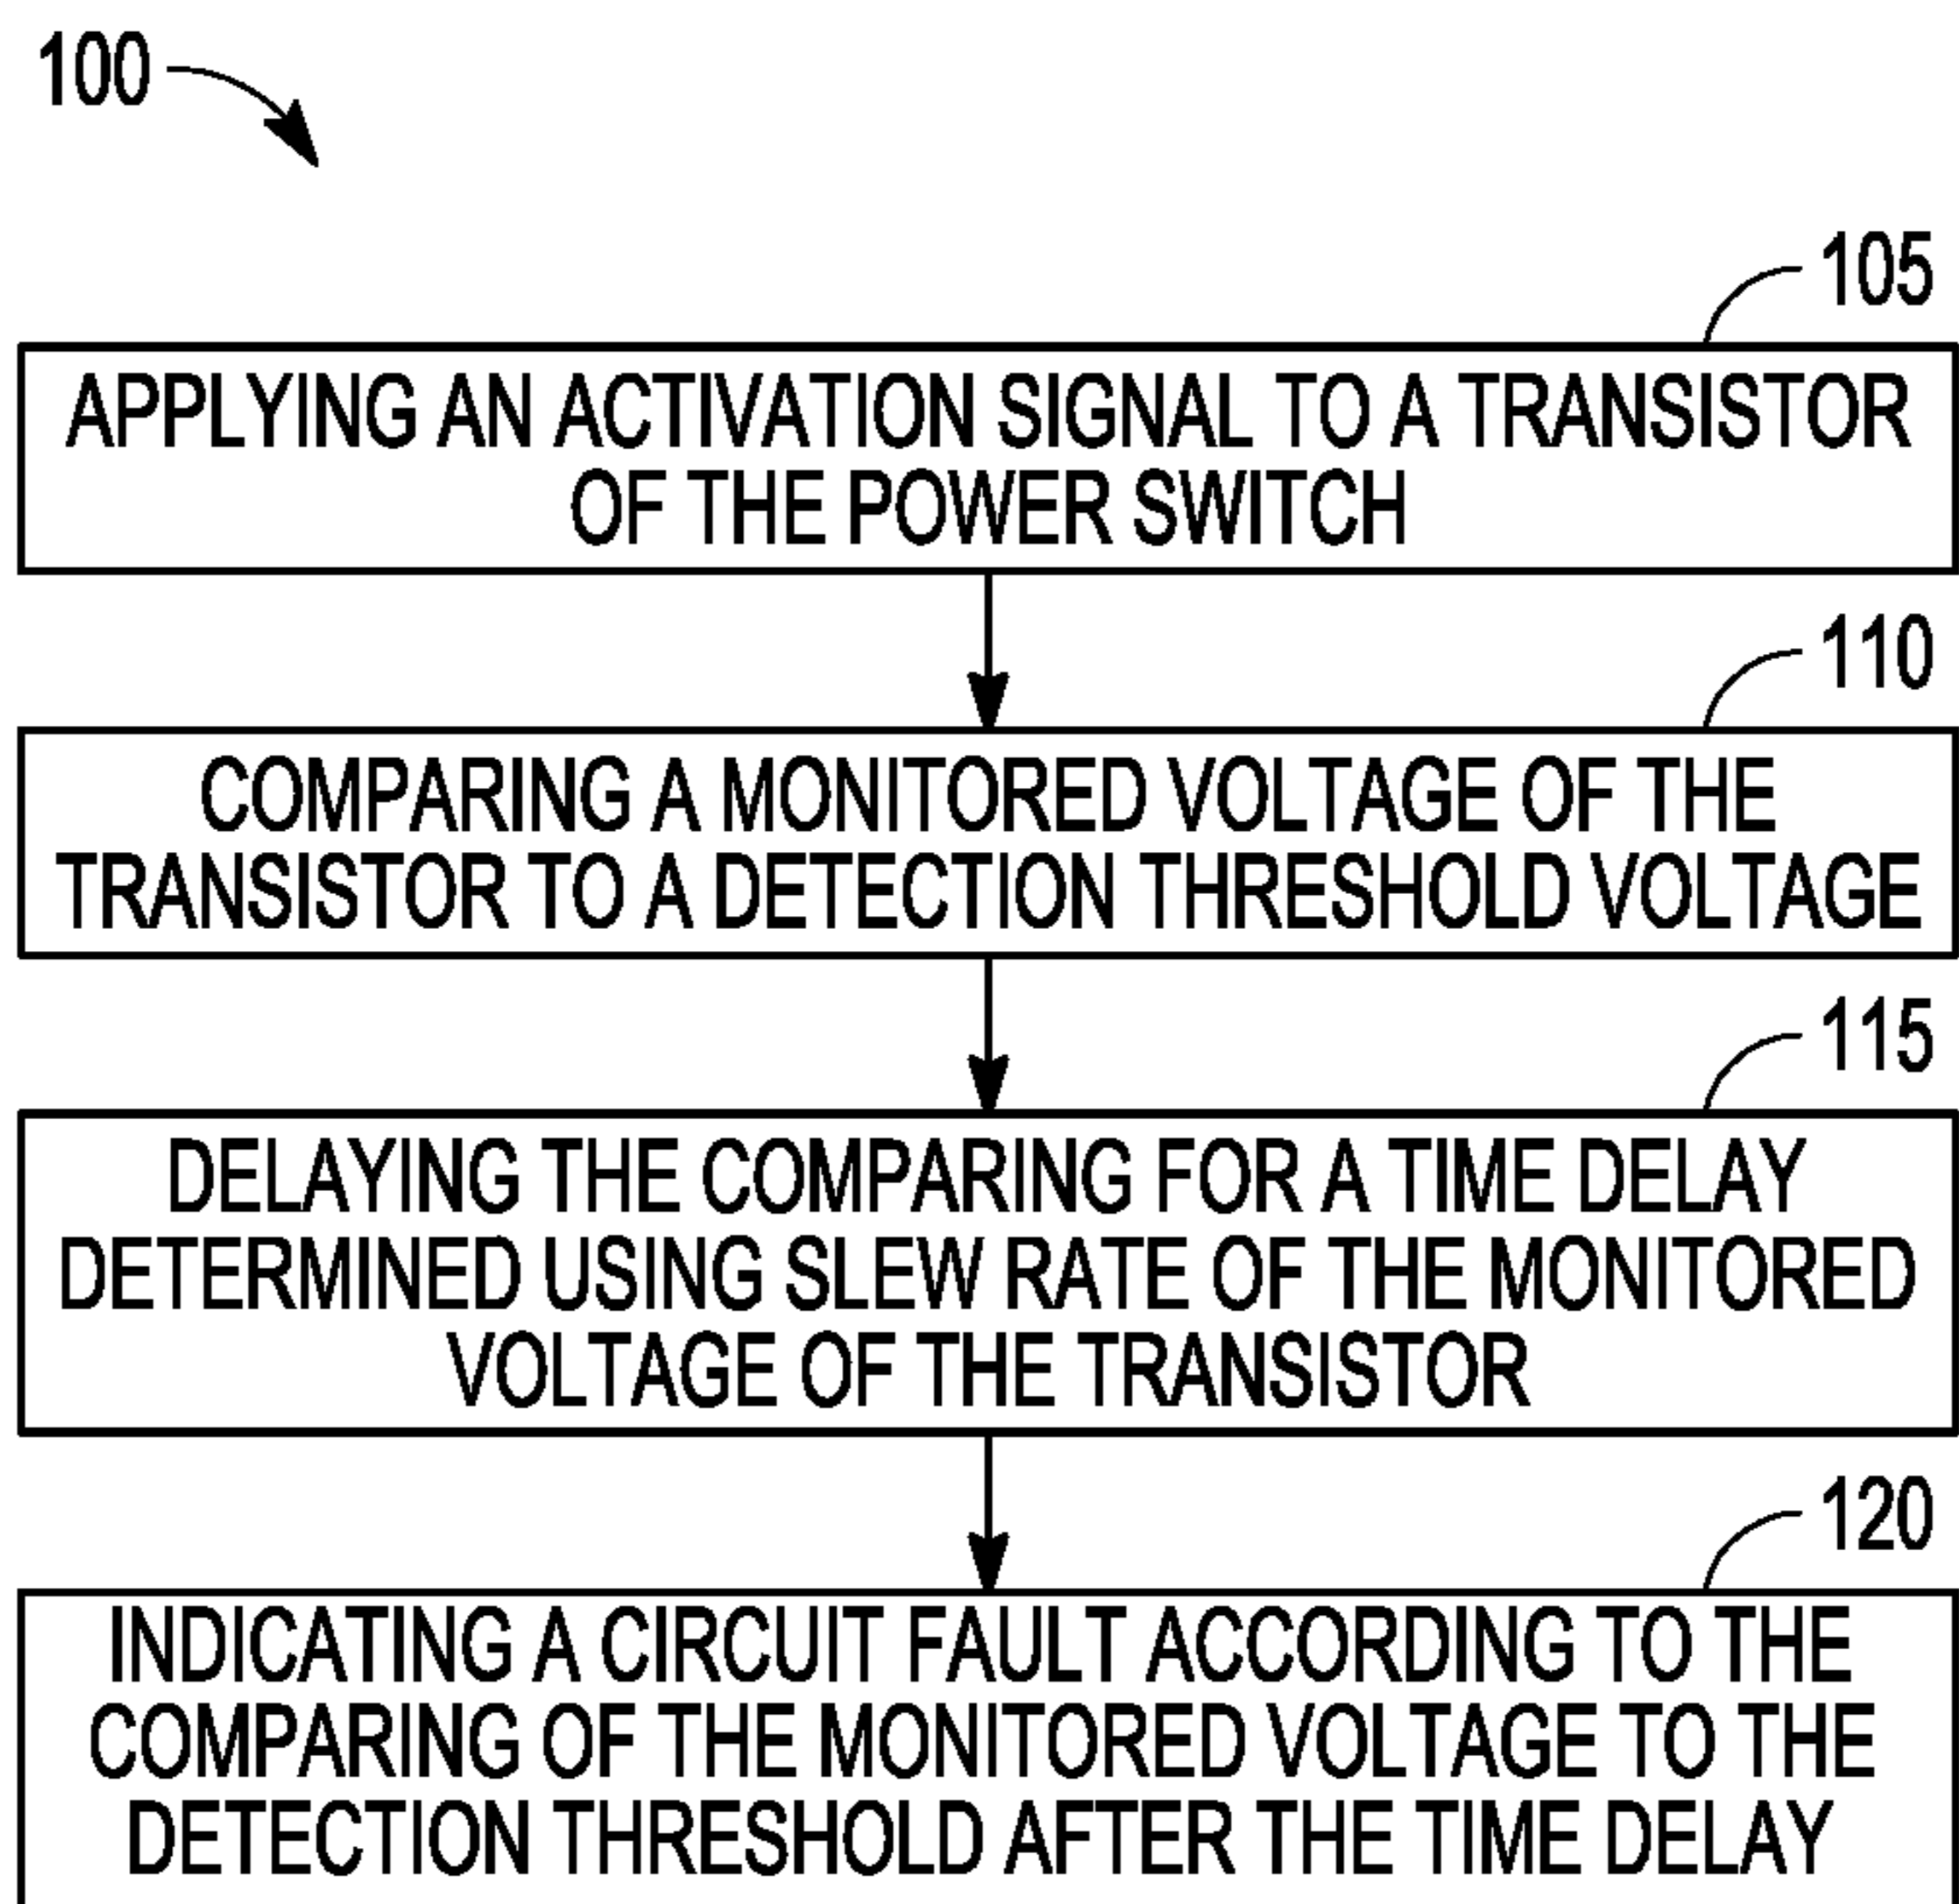 100
105
APPLYING AN ACTIVATION SIGNAL TO A TRANSISTOR
OF THE POWER SWITCH
110
COMPARING A MONITORED VOLTAGE OF THE
TRANSISTOR TO A DETECTION THRESHOLD VOLTAGE
115
DELAYING THE COMPARING FOR A TIME DELAY
DETERMINED USING SLEW RATE OF THE MONITORED
VOLTAGE OF THE TRANSISTOR
120
INDICATING A CIRCUIT FAULT ACCORDING TO THE
COMPARING OF THE MONITORED VOLTAGE TO THE
DETECTION THRESHOLD AFTER THE TIME DELAY